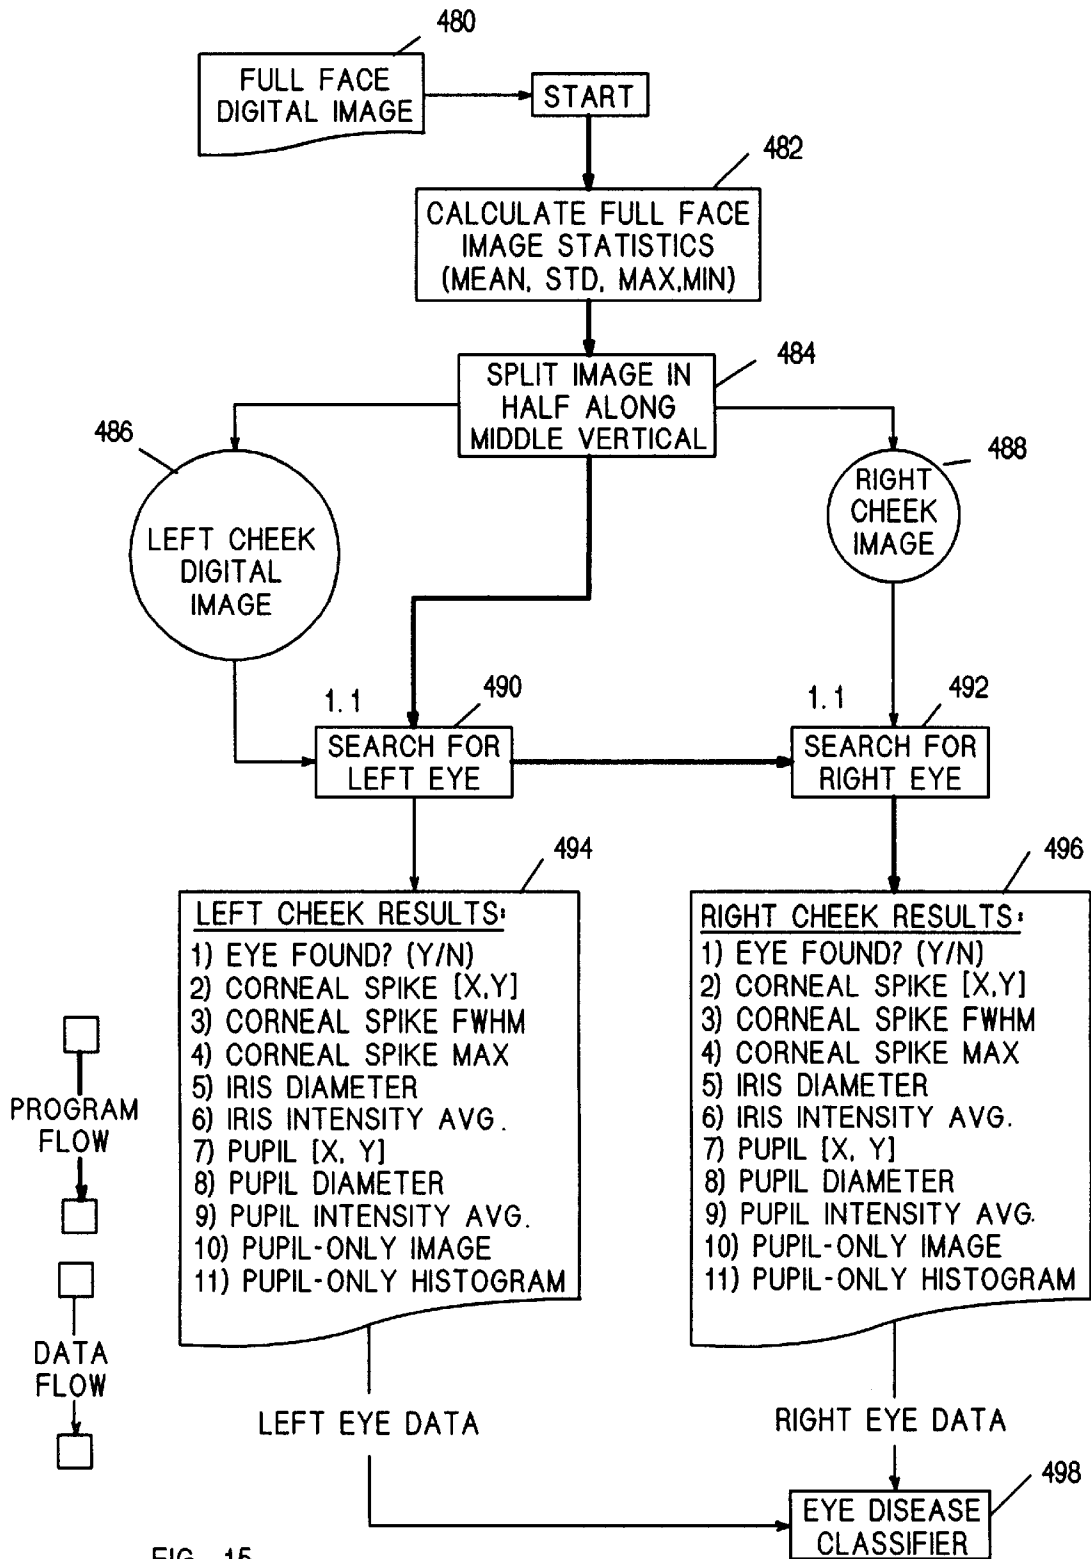 480
FULL FACE
DIGITAL IMAGE
START
482
CALCULATE FULL FACE
IMAGE STATISTICS
(MEAN, STD, MAX,MIN)
484
SPLIT IMAGE IN
HALF ALONG
MIDDLE VERTICAL
486
LEFT CHEEK
DIGITAL
IMAGE
488
RIGHT
CHEEK
IMAGE
1.1
490
SEARCH FOR
LEFT EYE
1.1
492
SEARCH FOR
RIGHT EYE
494
LEFT CHEEK RESULTS:
1) EYE FOUND? (Y/N)
2) CORNEAL SPIKE [X,Y]
3) CORNEAL SPIKE FWHM
4) CORNEAL SPIKE MAX
5) IRIS DIAMETER
6) IRIS INTENSITY AVG.
7) PUPIL [X, Y]
8) PUPIL DIAMETER
9) PUPIL INTENSITY AVG.
10) PUPIL-ONLY IMAGE
11) PUPIL-ONLY HISTOGRAM
496
RIGHT CHEEK RESULTS:
1) EYE FOUND? (Y/N)
2) CORNEAL SPIKE [X,Y]
3) CORNEAL SPIKE FWHM
4) CORNEAL SPIKE MAX
5) IRIS DIAMETER
6) IRIS INTENSITY AVG.
7) PUPIL [X, Y]
8) PUPIL DIAMETER
9) PUPIL INTENSITY AVG.
10) PUPIL-ONLY IMAGE
11) PUPIL-ONLY HISTOGRAM
PROGRAM
FLOW
DATA
FLOW
LEFT EYE DATA
RIGHT EYE DATA
498
EYE DISEASE
CLASSIFIER
FIG. 15